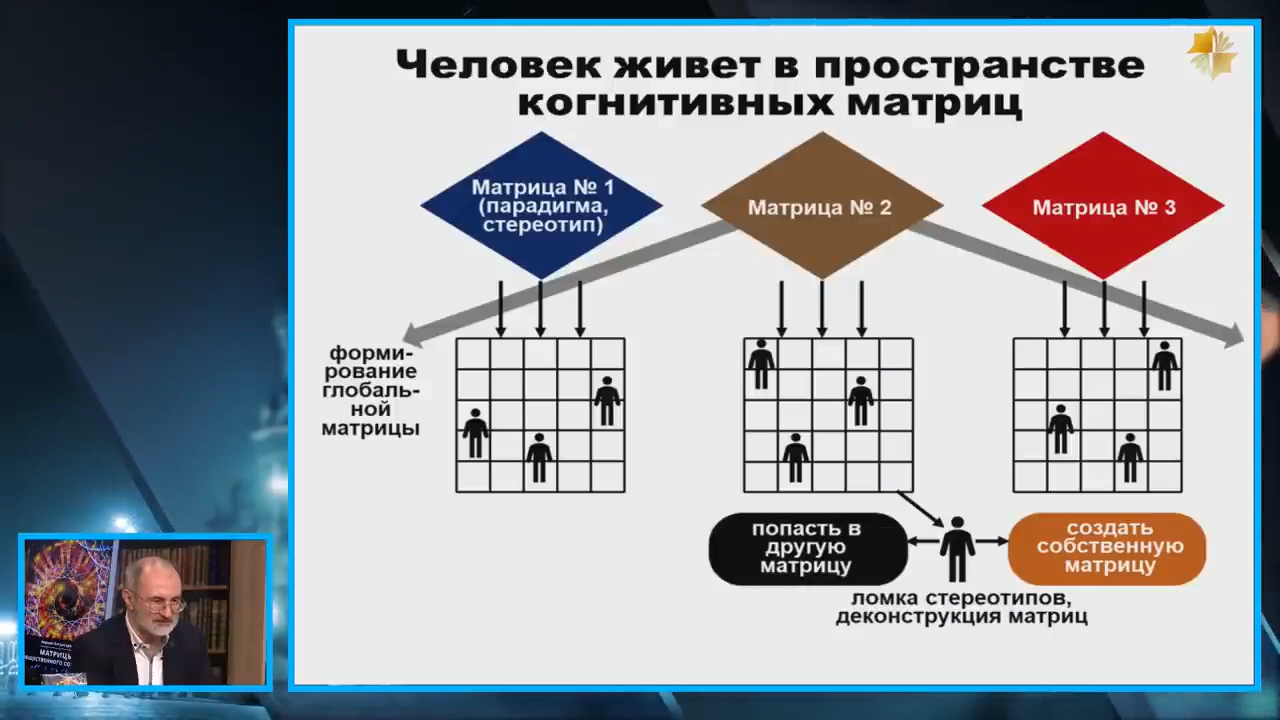 Человек живет в пространстве
когнитивных матриц
Матрица № 1
(парадигма,
стереотип)
Матрица № 2
Матрица № 3
форми-
рование
глобаль-
ной
матрицы
попасть в
другую
матрицу
создать
собственную
матрицу
ломка стереотипов,
деконструкция матриц
МАТРИЦЫ